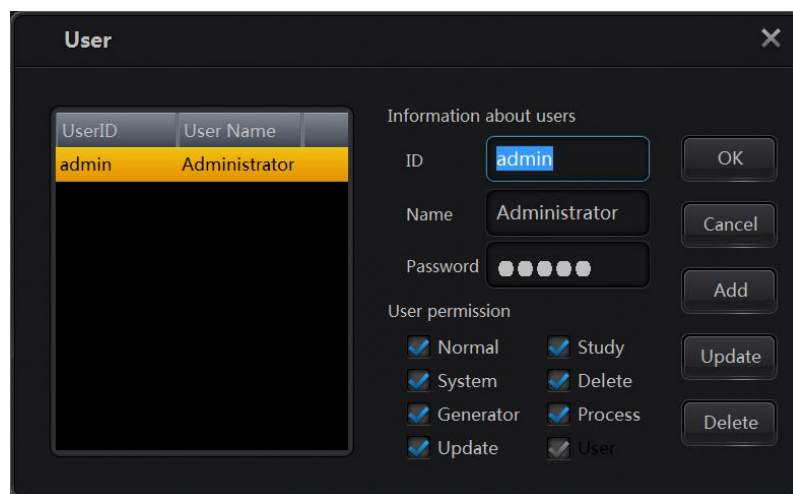 User
UserID User Name
admin Administrator
Information about users
ID admin
Name Administrator
Password
User permission
Normal Study
System Delete
Generator Process
Update User
OK
Cancel
Add
Update
Delete